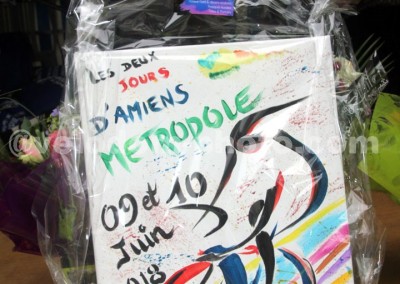 LES DEUX
JOURS
D'AMIENS
METROPOLE
09 et 10
Juin